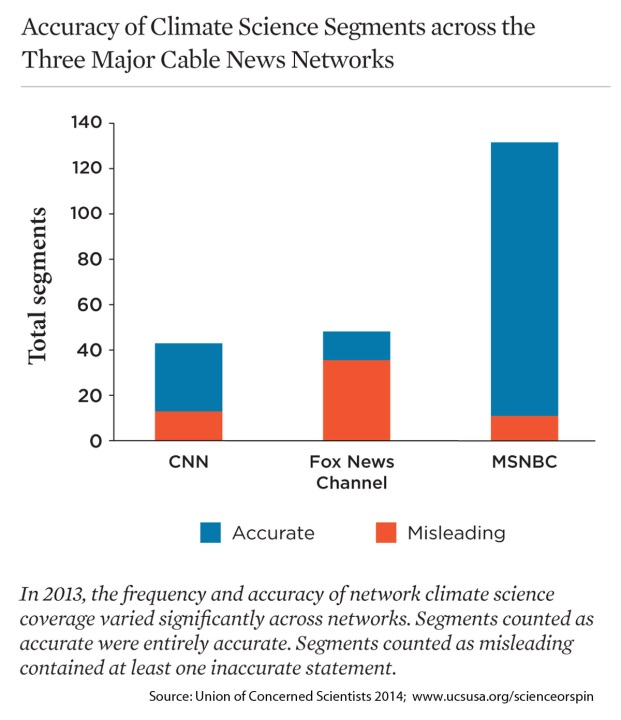 Accuracy of Climate Science Segments across the
Three Major Cable News Networks
Total segments
140
120
100
80
60
40
20
0
CNN
Fox News
Channel
MSNBC
Accurate
Misleading
In 2013, the frequency and accuracy of network climate science
coverage varied significantly across networks. Segments counted as
accurate were entirely accurate. Segments counted as misleading
contained at least one inaccurate statement.
Source: Union of Concerned Scientists 2014; www.ucsusa.org/scienceorspin